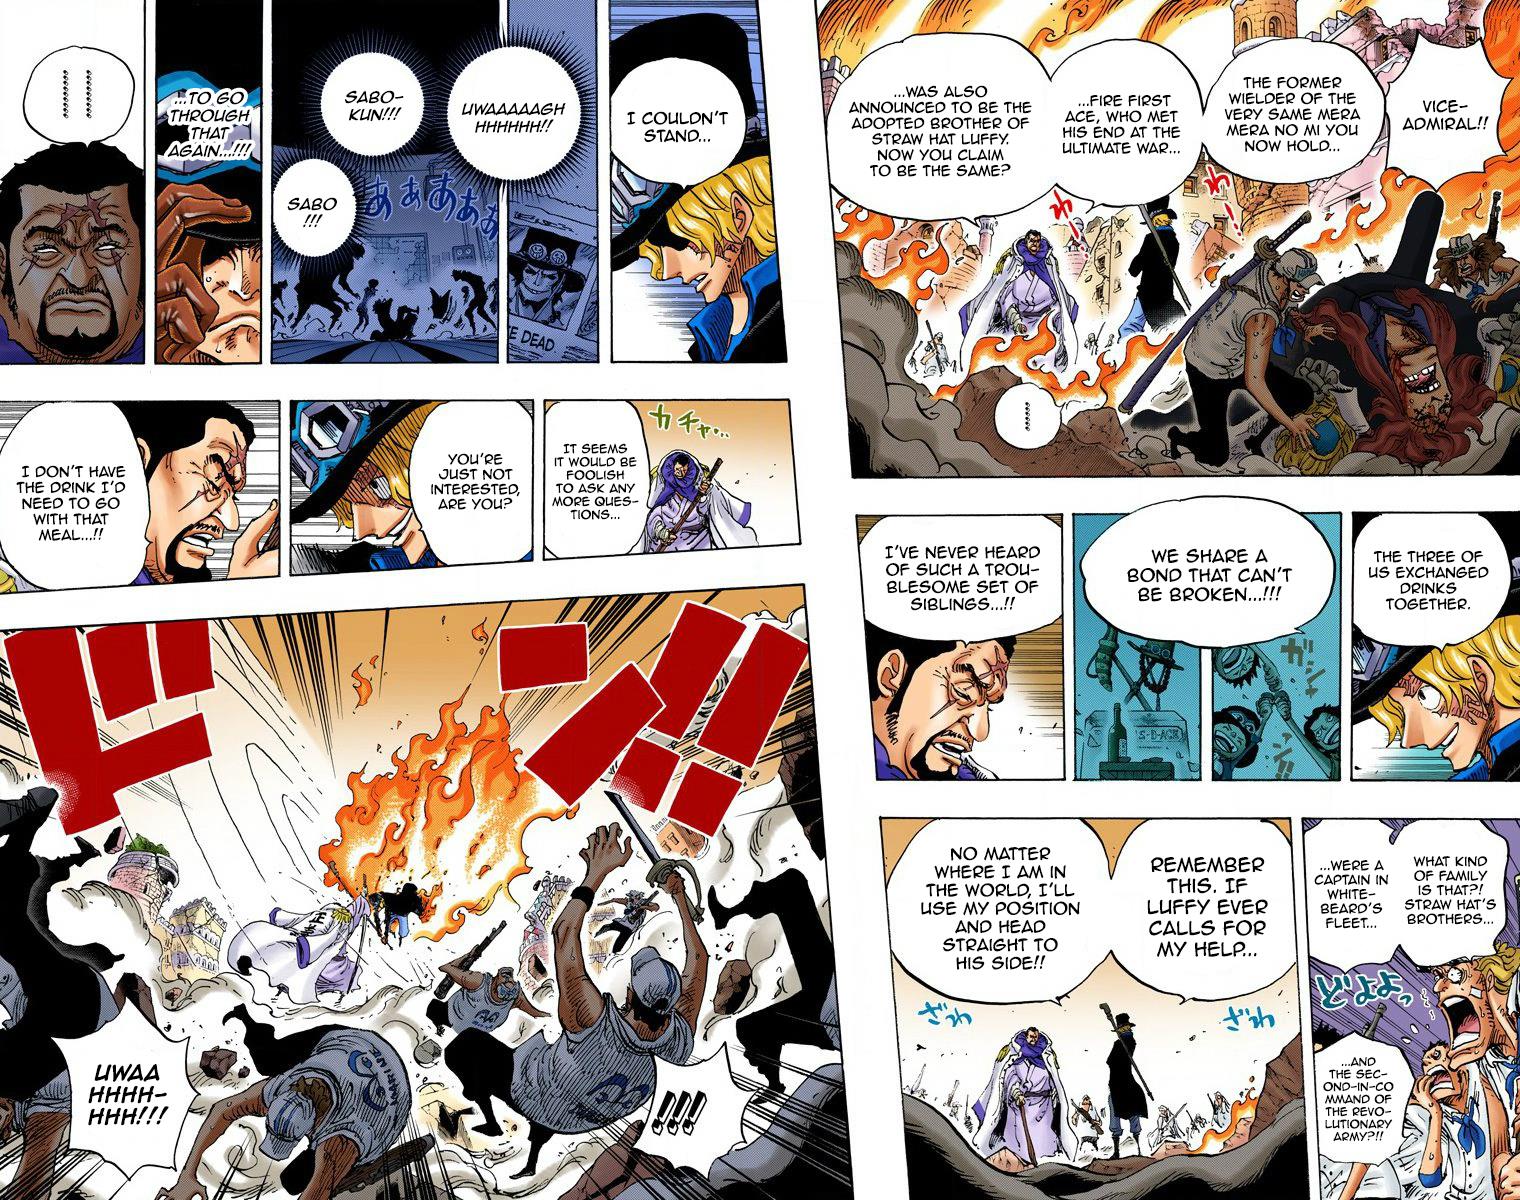 VICE-
ADMIRAL!!
THE FORMER
WIELDER OF THE
VERY SAME MERA
MERA NO MI YOU
NOW HOLD...
...FIRE FIRST
ACE, WHO MET
HIS END AT THE
ULTIMATE WAR...
...WAS ALSO
ANNOUNCED TO BE THE
ADOPTED BROTHER OF
STRAW HAT LUFFY.
NOW YOU CLAIM
TO BE THE SAME?
わー!
わー!
THE THREE OF
US EXCHANGED
DRINKS
TOGETHER.
ガシャアン
WE SHARE A
BOND THAT CAN'T
BE BROKEN...!!!
I'VE NEVER HEARD
OF SUCH A TROU-
BLESOME SET OF
SIBLINGS...!!
WHAT KIND
OF FAMILY
IS THAT?!
STRAW HAT'S
BROTHERS...
...WERE A
CAPTAIN IN
WHITE-
BEARD'S
FLEET...
どよよっ
...AND
THE SEC-
OND-IN-CO
MMAND OF THE
REVO-
LUTIONARY
ARMY?!!
REMEMBER
THIS. IF
LUFFY EVER
CALLS FOR
MY HELP...
NO MATTER
WHERE I AM IN
THE WORLD, I'LL
USE MY POSITION
AND HEAD
STRAIGHT TO
HIS SIDE!!
ざわ
ざわ
I COULDN'T
STAND...
E DEAD
UWAAAAAGH
HHHHHH!!
SABO-
KUN!!!
SABO
!!!
ああああ
...TO GO
THROUGH
THAT
AGAIN...!!!
カチャ...
IT SEEMS
IT WOULD BE
FOOLISH
TO ASK ANY
MORE QUES-
TIONS...
YOU'RE
JUST NOT
INTERESTED,
ARE YOU?
I DON'T HAVE
THE DRINK I'D
NEED TO GO
WITH THAT
MEAL...!!
ドン!!
UWAA
HHHH-
HHH!!!
!!!